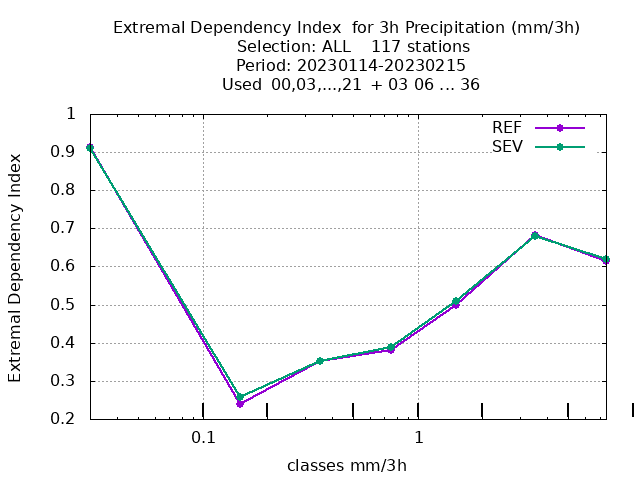 Extremal Dependency Index  for 3h Precipitation (mm/3h)
Selection: ALL    117 stations
Period: 20230114-20230215
Used  00,03,...,21  + 03 06 ... 36
REF
SEV
1
0.9
0.8
0.7
0.6
0.5
0.4
0.3
0.2
Extremal Dependency Index
0.1
1
classes mm/3h